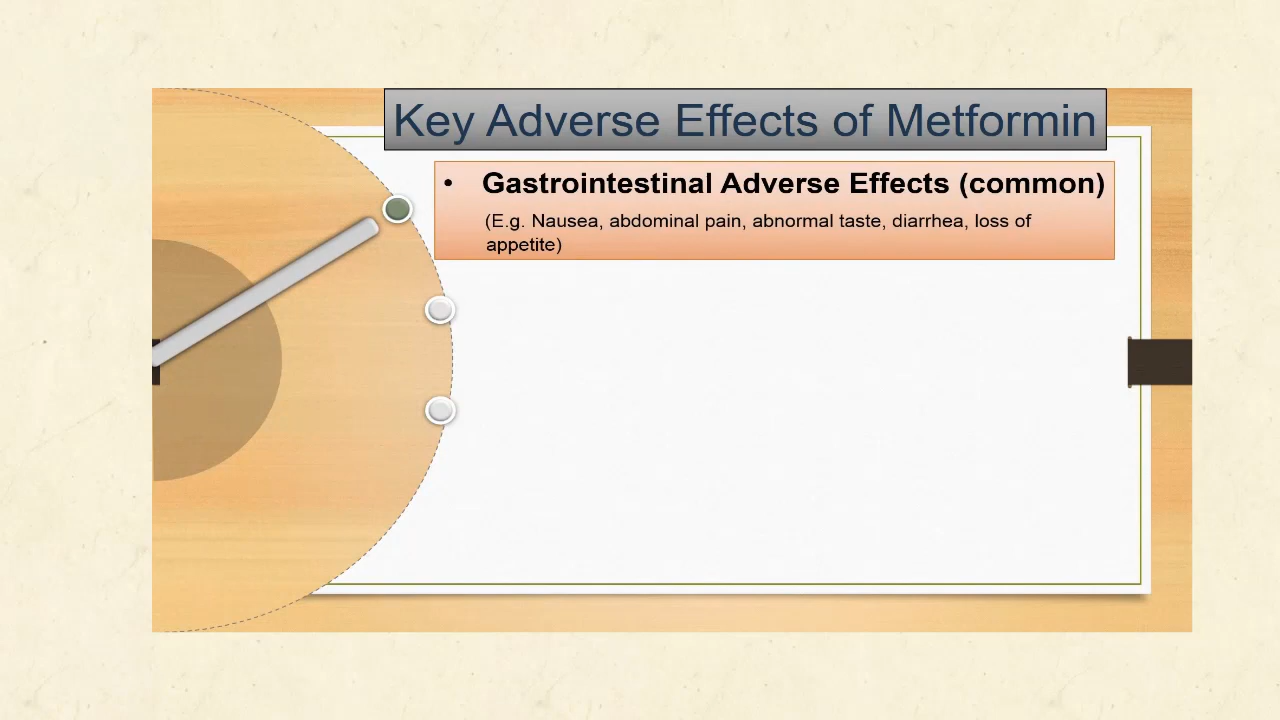 Key Adverse Effects of Metformin
• Gastrointestinal Adverse Effects (common)
(E.g. Nausea, abdominal pain, abnormal taste, diarrhea, loss of
appetite)